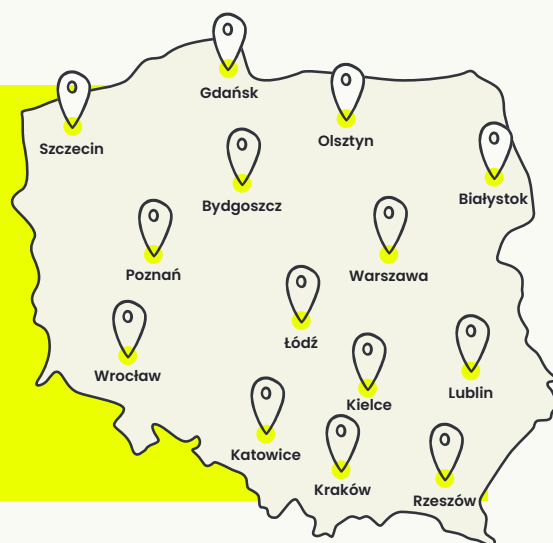 Gdańsk
Olsztyn
Szczecin
Białystok
Bydgoszcz
Poznań
Warszawa
Łódź
Wrocław
Lublin
Kielce
Katowice
Kraków
Rzeszów